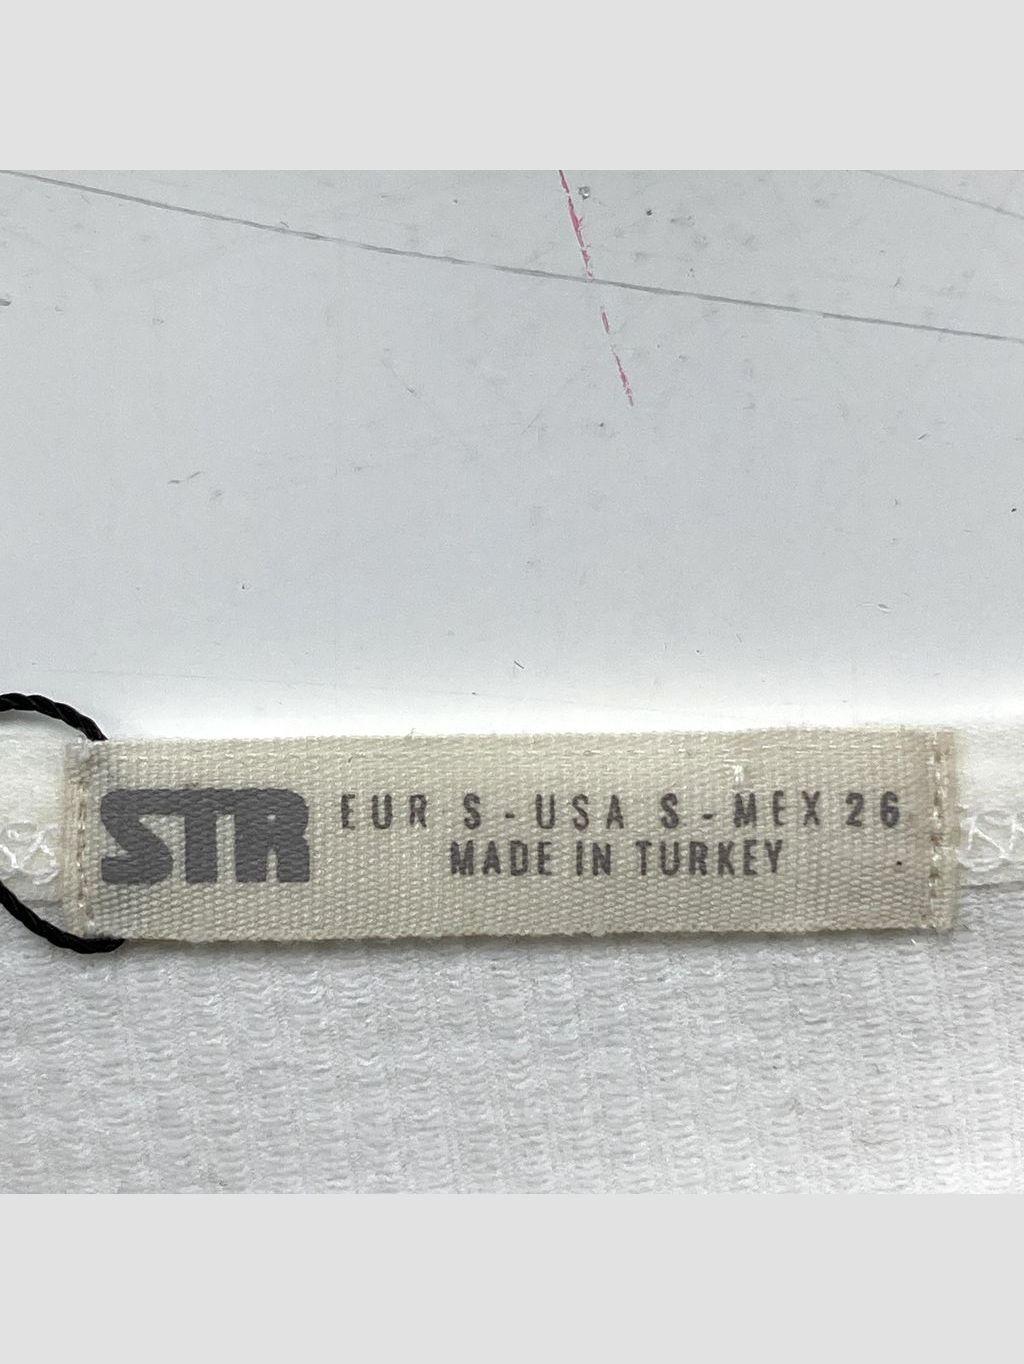 STR
EUR S - USA S - MEX 26
MADE IN TURKEY